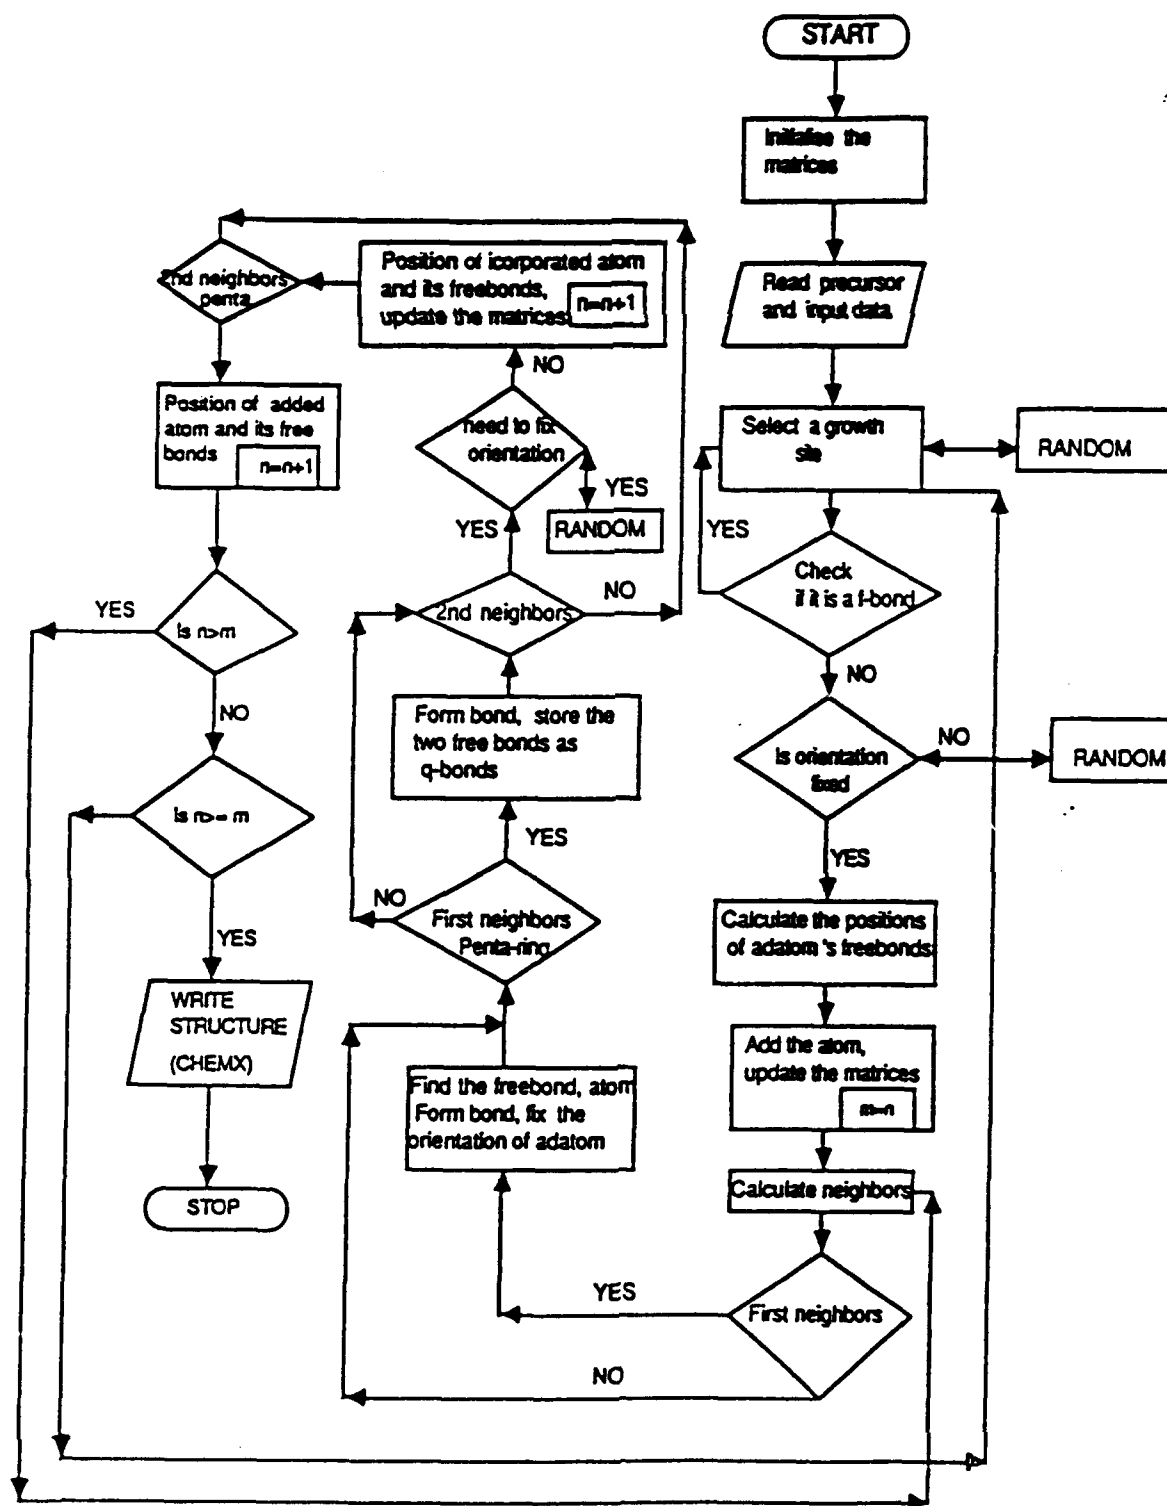 START
Initialise the
matrices
Read precursor
and input data
Select a growth
site
RANDOM
YES
Check
if it is a f-bond
NO
Is orientation
fixed
NO
RANDOM
YES
Calculate the positions
of adatom's freebonds
Add the atom,
update the matrices
m=n
Calculate neighbors
First neighbors
YES
NO
Find the freebond, atom
Form bond, fix the
orientation of adatom
First neighbors
Penta-ring
NO
YES
Form bond, store the
two free bonds as
q-bonds
2nd neighbors
NO
YES
need to fix
orientation
YES
RANDOM
NO
Position of icorporated atom
and its freebonds,
update the matrices
n=n+1
2nd neighbors
penta
Position of added
atom and its free
bonds
n=n+1
Is n>m
YES
NO
Is n>= m
YES
WRITE
STRUCTURE
(CHEMX)
STOP